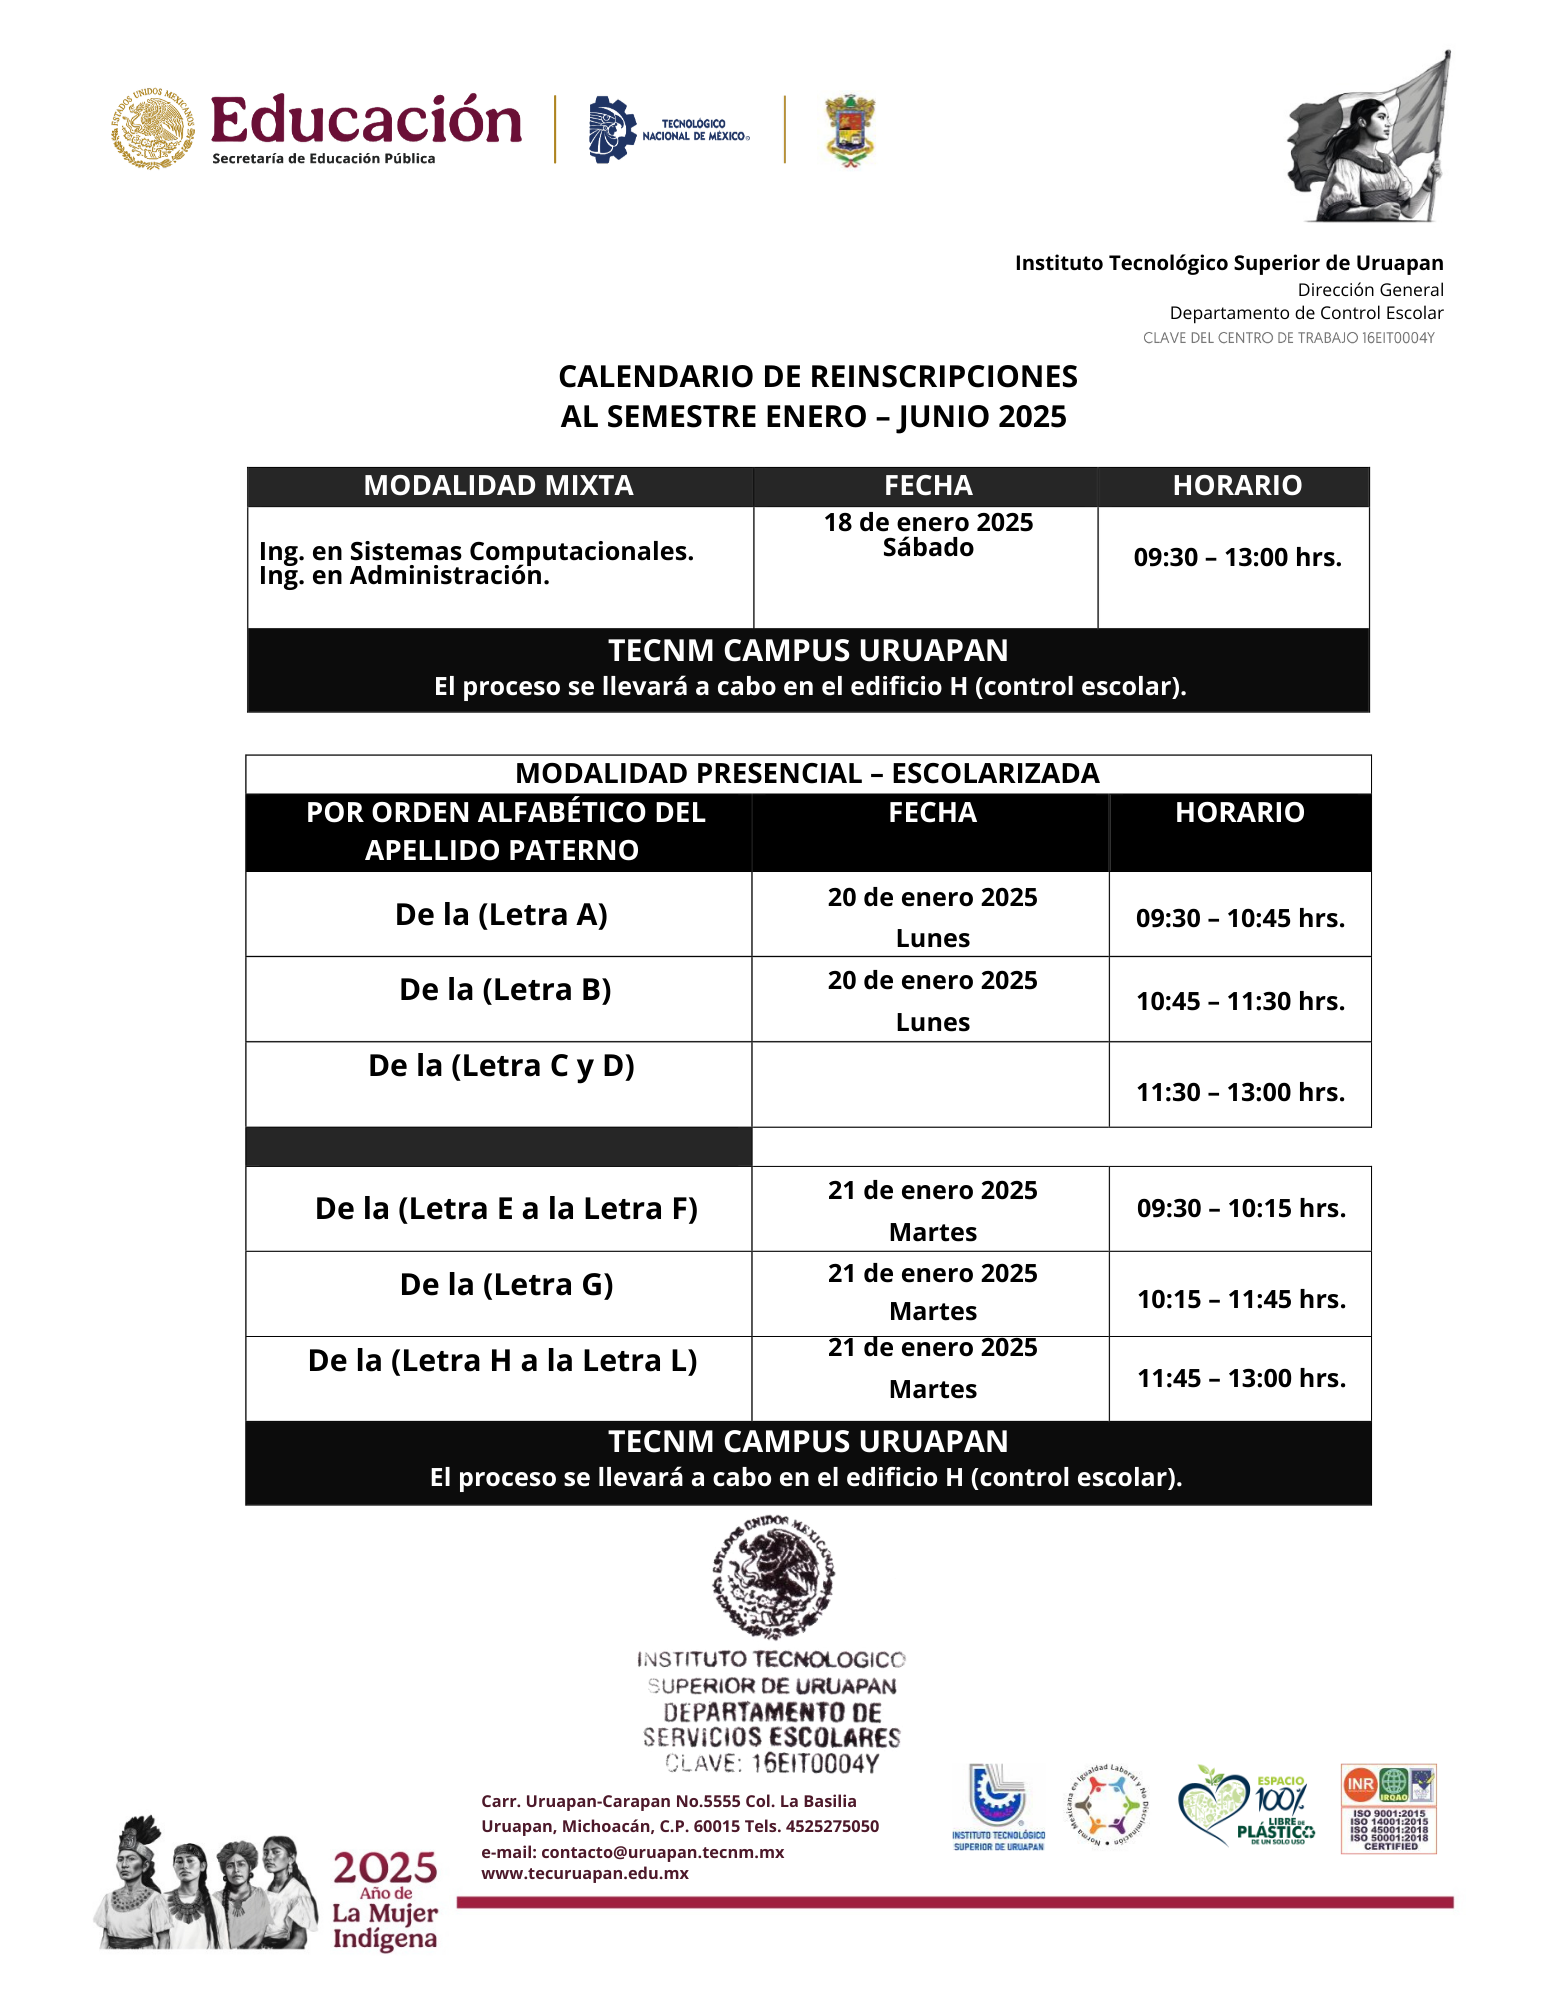 ESTADOS UNIDOS MEXICANOS
Educación
Secretaría de Educación Pública
TECNOLÓGICO
NACIONAL DE MÉXICO®
Instituto Tecnológico Superior de Uruapan
Dirección General
Departamento de Control Escolar
CLAVE DEL CENTRO DE TRABAJO 16EIT0004Y
CALENDARIO DE REINSCRIPCIONES
AL SEMESTRE ENERO – JUNIO 2025
MODALIDAD MIXTA FECHA HORARIO
Ing. en Sistemas Computacionales.
Ing. en Administración.
18 de enero 2025
Sábado
09:30 – 13:00 hrs.
TECNM CAMPUS URUAPAN
El proceso se llevará a cabo en el edificio H (control escolar).
MODALIDAD PRESENCIAL – ESCOLARIZADA
POR ORDEN ALFABÉTICO DEL
APELLIDO PATERNO
FECHA
HORARIO
De la (Letra A)
20 de enero 2025
Lunes
09:30 – 10:45 hrs.
De la (Letra B)
20 de enero 2025
Lunes
10:45 – 11:30 hrs.
De la (Letra C y D)
11:30 – 13:00 hrs.
De la (Letra E a la Letra F)
21 de enero 2025
Martes
09:30 – 10:15 hrs.
De la (Letra G)
21 de enero 2025
Martes
10:15 – 11:45 hrs.
De la (Letra H a la Letra L)
21 de enero 2025
Martes
11:45 – 13:00 hrs.
TECNM CAMPUS URUAPAN
El proceso se llevará a cabo en el edificio H (control escolar).
ESTADOS UNIDOS MEXICANOS
INSTITUTO TECNOLOGICO
SUPERIOR DE URUAPAN
DEPARTAMENTO DE
SERVICIOS ESCOLARES
CLAVE: 16EIT0004Y
Carr. Uruapan-Carapan No.5555 Col. La Basilia
Uruapan, Michoacán, C.P. 60015 Tels. 4525275050
e-mail: contacto@uruapan.tecnm.mx
www.tecuruapan.edu.mx
INSTITUTO TECNOLÓGICO
SUPERIOR DE URUAPAN
Norma Mexicana en Igualdad Laboral y No Discriminación
ESPACIO
100%
LIBRE DE
PLÁSTICO
DE UN SOLO USO
INR
IRQAO
ISO 9001:2015
ISO 14001:2015
ISO 45001:2018
ISO 50001:2018
CERTIFIED
2025
Año de
La Mujer
Indígena